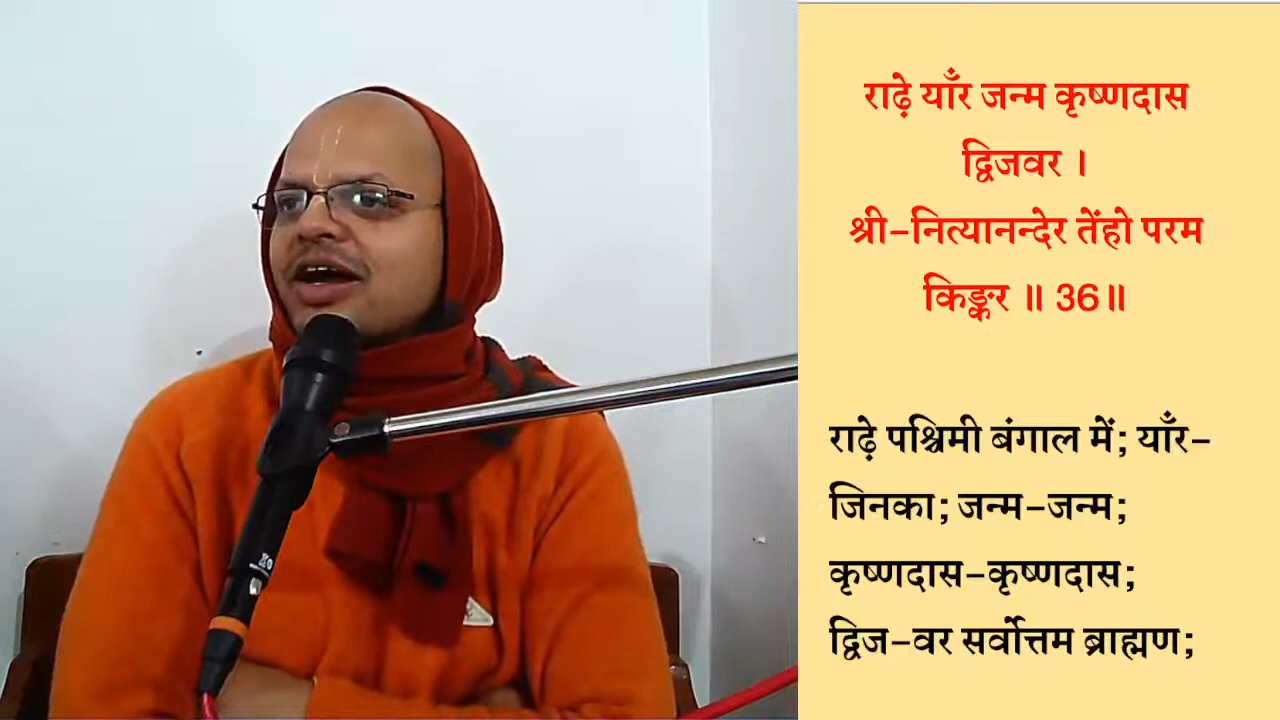 राढ़े याँर जन्म कृष्णदास
द्विजवर ।
श्री-नित्यानन्देर तेंहो परम
किङ्कर ॥ 36॥
राढ़े पश्चिमी बंगाल में; याँर-
जिनका; जन्म-जन्म;
कृष्णदास-कृष्णदास;
द्विज-वर सर्वोत्तम ब्राह्मण;